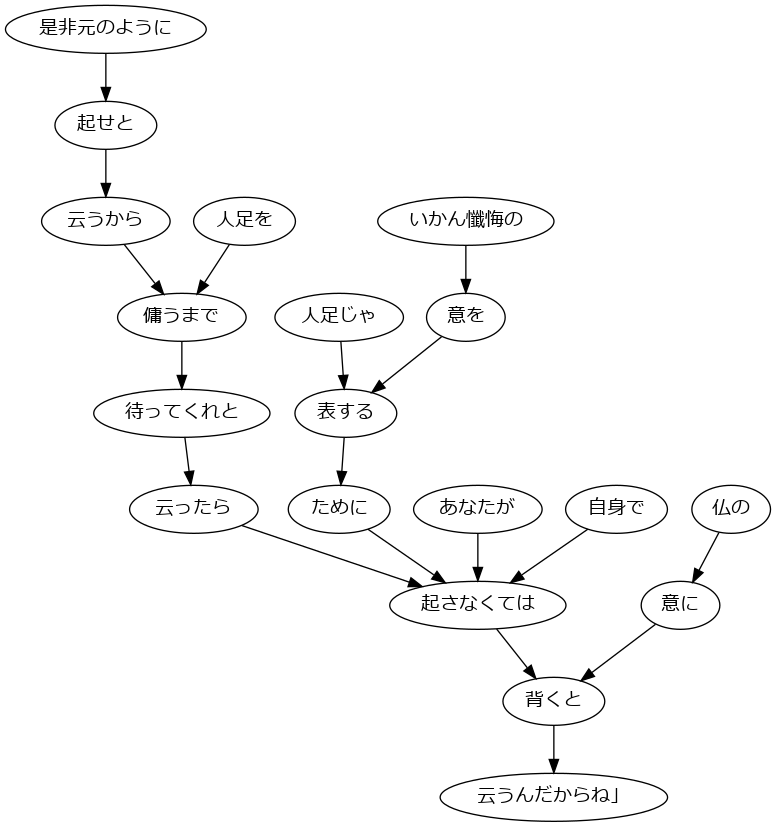 是非元のように
起せと
云うから
人足を
いかん懺悔の
傭うまで
人足じゃ
意を
待ってくれと
表する
云ったら
ために
あなたが
自身で
仏の
起さなくては
意に
背くと
云うんだからね」